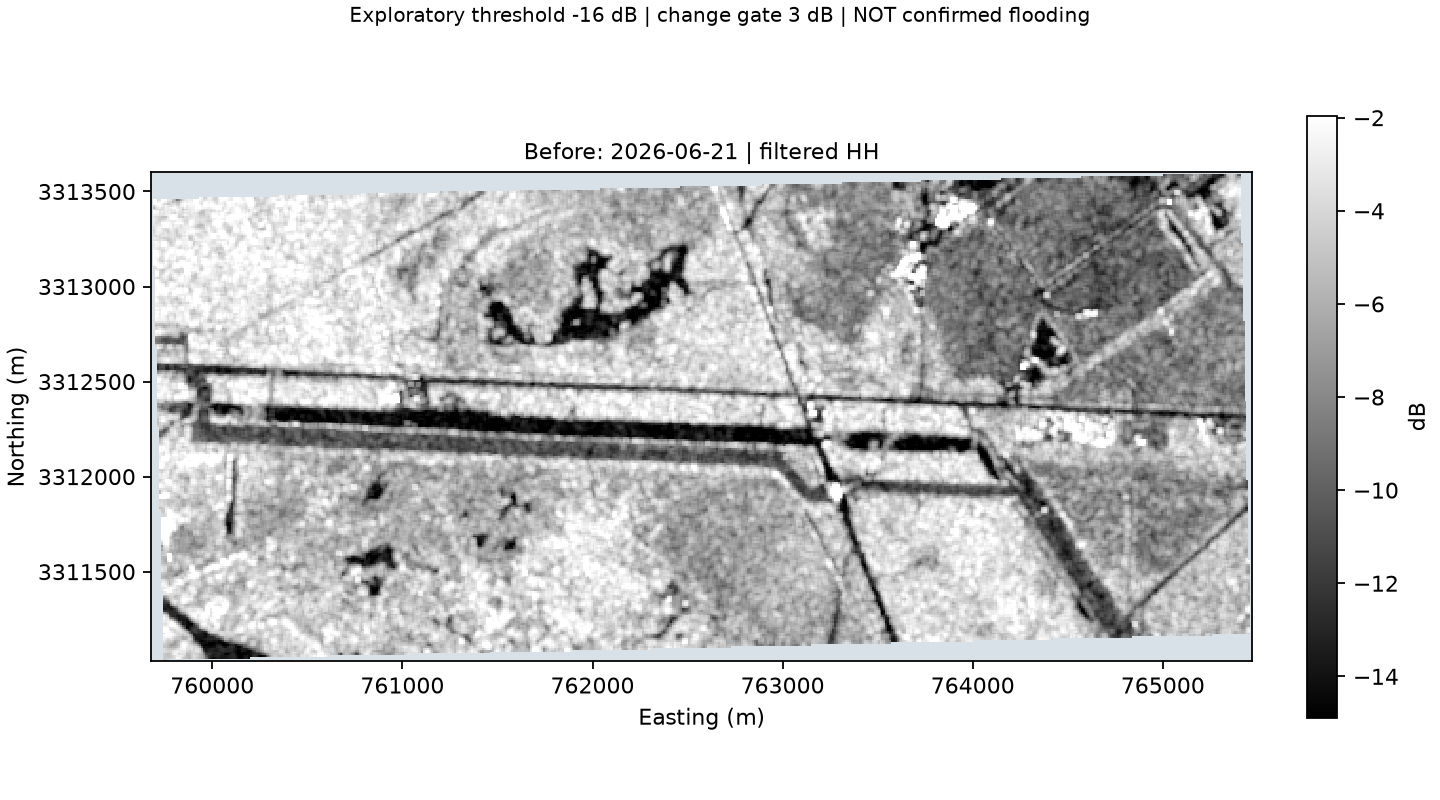 Exploratory threshold -16 dB | change gate 3 dB | NOT confirmed flooding
Before: 2026-06-21 | filtered HH
3313500
3313000
3312500
3312000
3311500
Northing (m)
760000 761000 762000 763000 764000 765000
Easting (m)
−2
−4
−6
−8
−10
−12
−14
dB